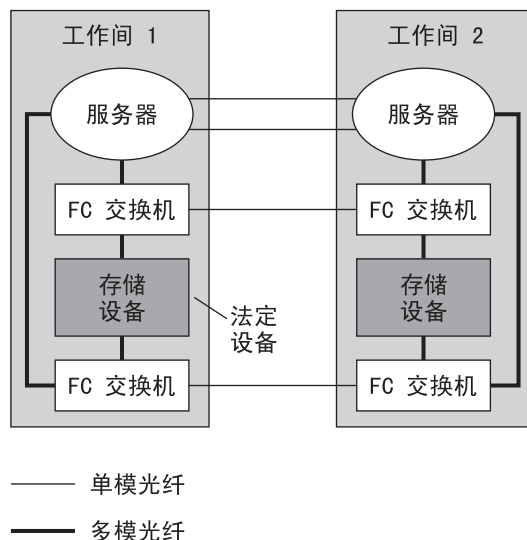 工作间 1
工作间 2
服务器
服务器
FC 交换机
FC 交换机
存储
设备
存储
设备
法定
设备
FC 交换机
FC 交换机
单模光纤
多模光纤